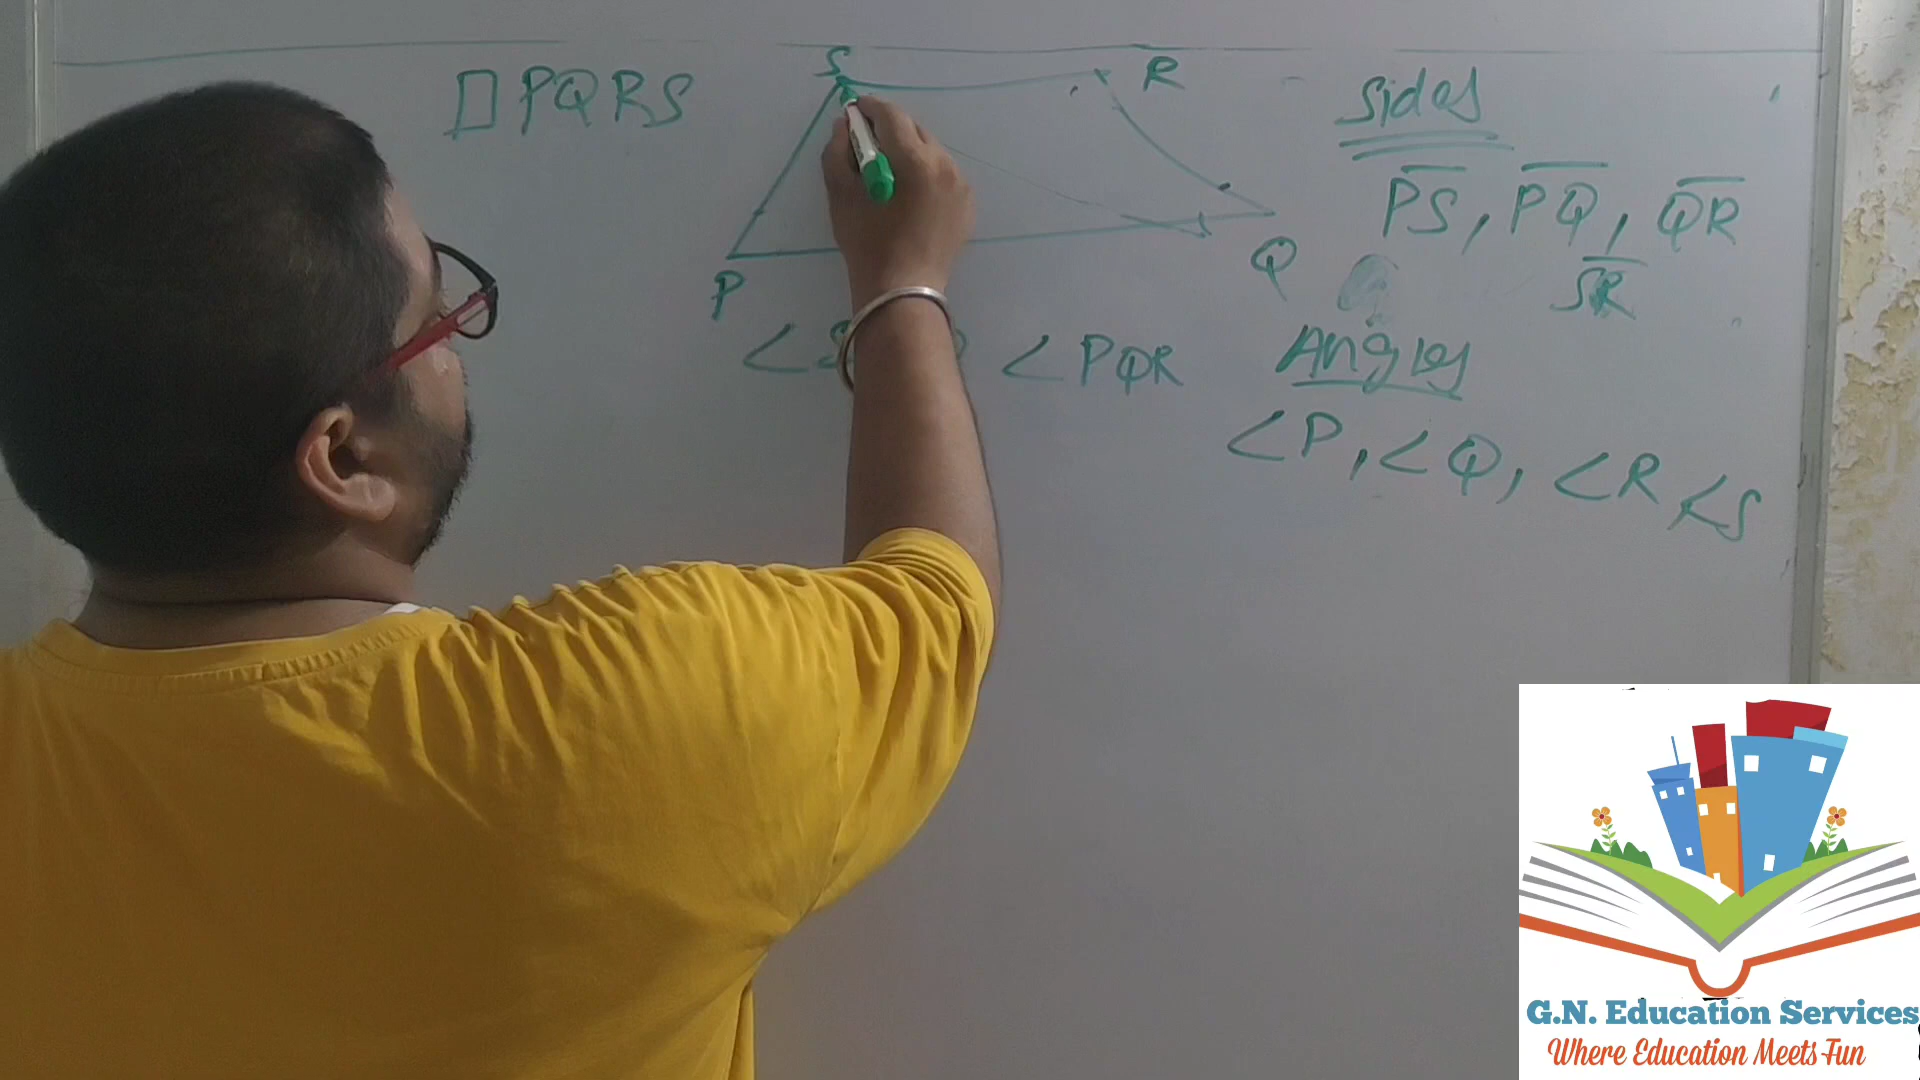 □PQRS
S
R
P
Q
Sides
PS, PQ, QR,
SR
∠PQR
Angles
∠P, ∠Q, ∠R ∠S
G.N. Education Services
Where Education Meets Fun